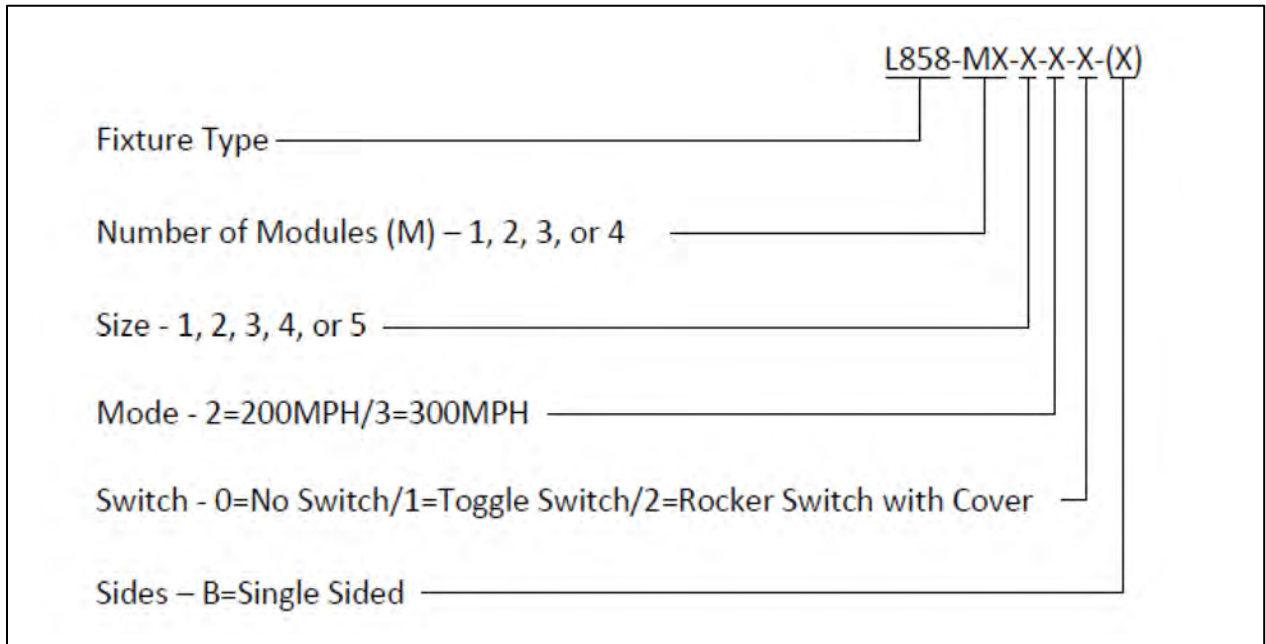 L858-MX-X-X-X-(X)
Fixture Type
Number of Modules (M) – 1, 2, 3, or 4
Size - 1, 2, 3, 4, or 5
Mode - 2=200MPH/3=300MPH
Switch - 0=No Switch/1=Toggle Switch/2=Rocker Switch with Cover
Sides – B=Single Sided